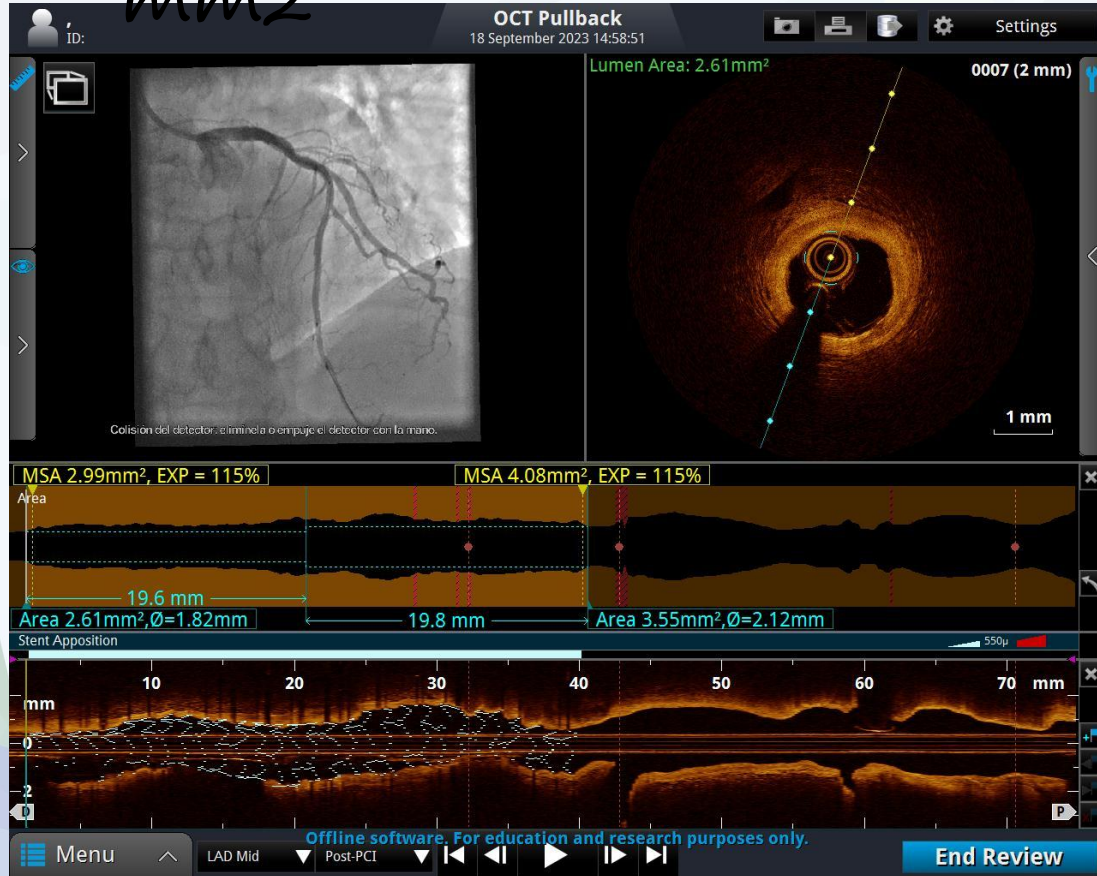 mm2
,
ID:
OCT Pullback
18 September 2023 14:58:51
Settings
Lumen Area: 2.61mm²
0007 (2 mm)
1 mm
Colisión del detector: elimínela o empuje el detector con la mano.
MSA 2.99mm², EXP = 115%
MSA 4.08mm², EXP = 115%
Area
19.6 mm
19.8 mm
Area 2.61mm²,Ø=1.82mm
Area 3.55mm²,Ø=2.12mm
Stent Apposition
550µ
10 20 30 40 50 60 70 mm
mm
0
2
D
P
Offline software. For education and research purposes only.
Menu
LAD Mid
Post-PCI
End Review